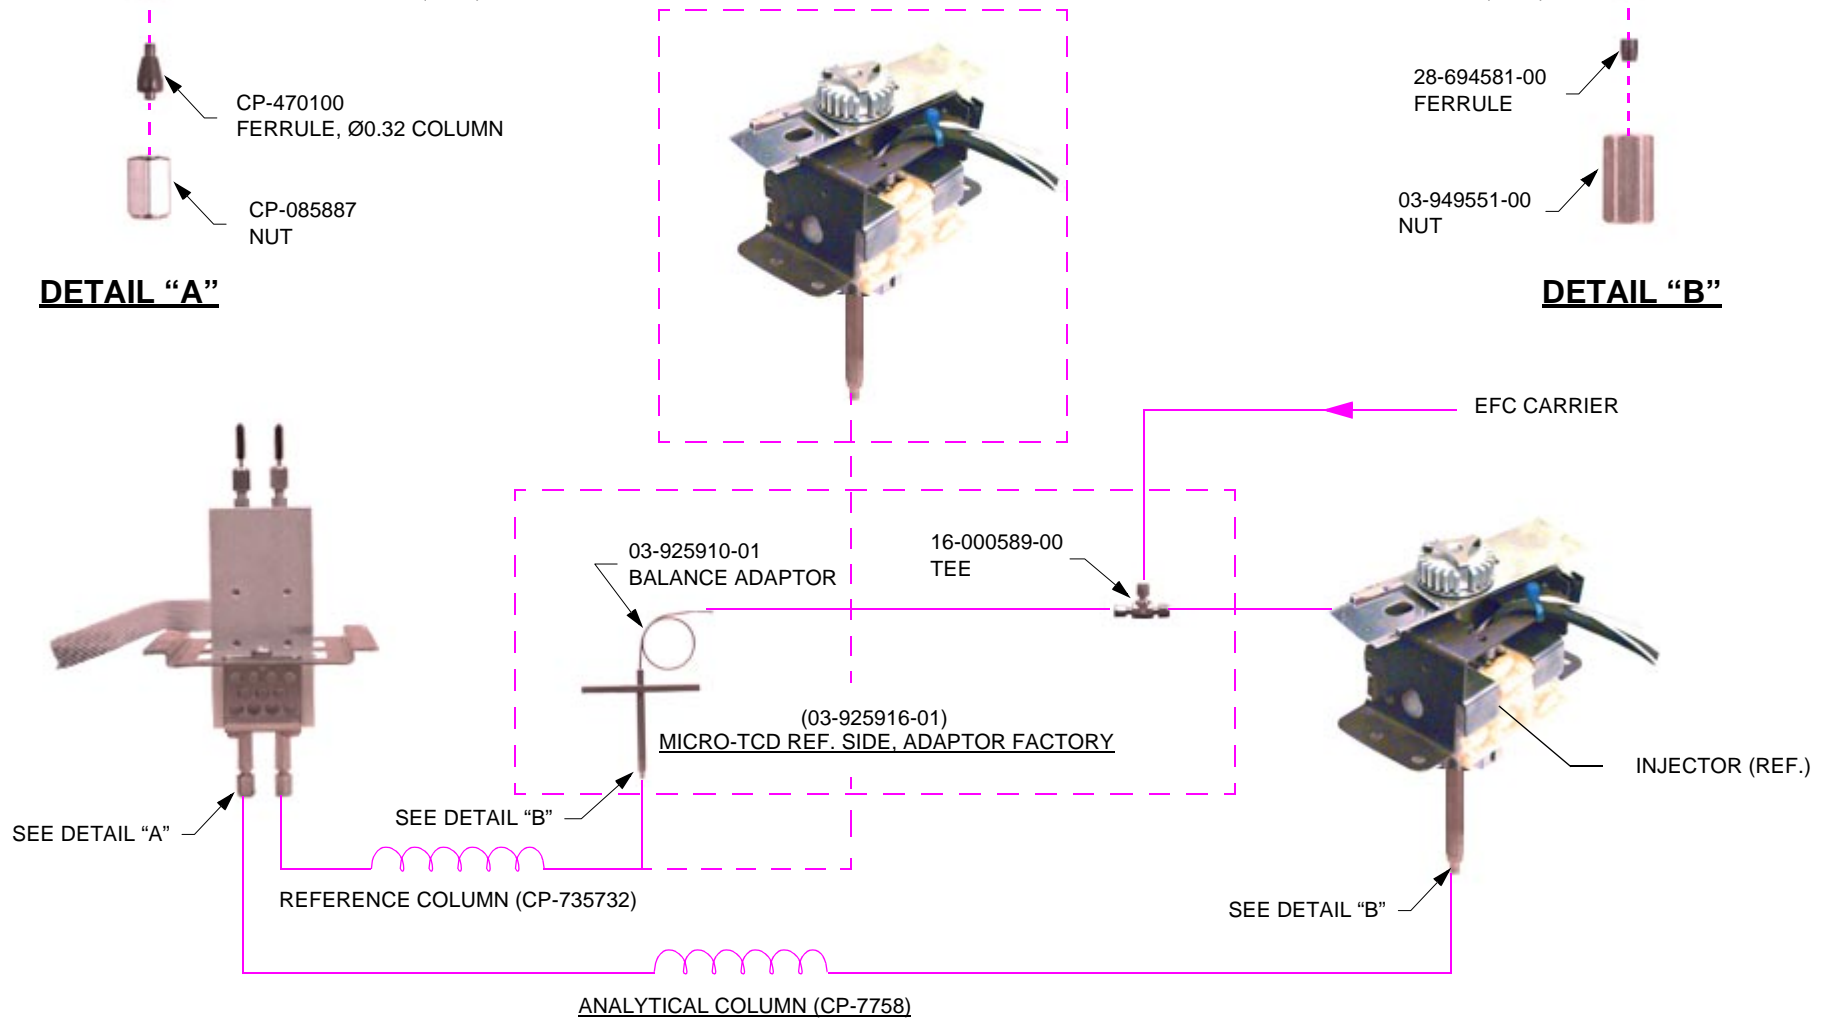 CP-470100
FERRULE, Ø0.32 COLUMN
CP-085887
NUT
DETAIL “A”
28-694581-00
FERRULE
03-949551-00
NUT
DETAIL “B”
EFC CARRIER
03-925910-01
BALANCE ADAPTOR
16-000589-00
TEE
(03-925916-01)
MICRO-TCD REF. SIDE, ADAPTOR FACTORY
INJECTOR (REF.)
SEE DETAIL “A”
SEE DETAIL “B”
REFERENCE COLUMN (CP-735732)
SEE DETAIL “B”
ANALYTICAL COLUMN (CP-7758)